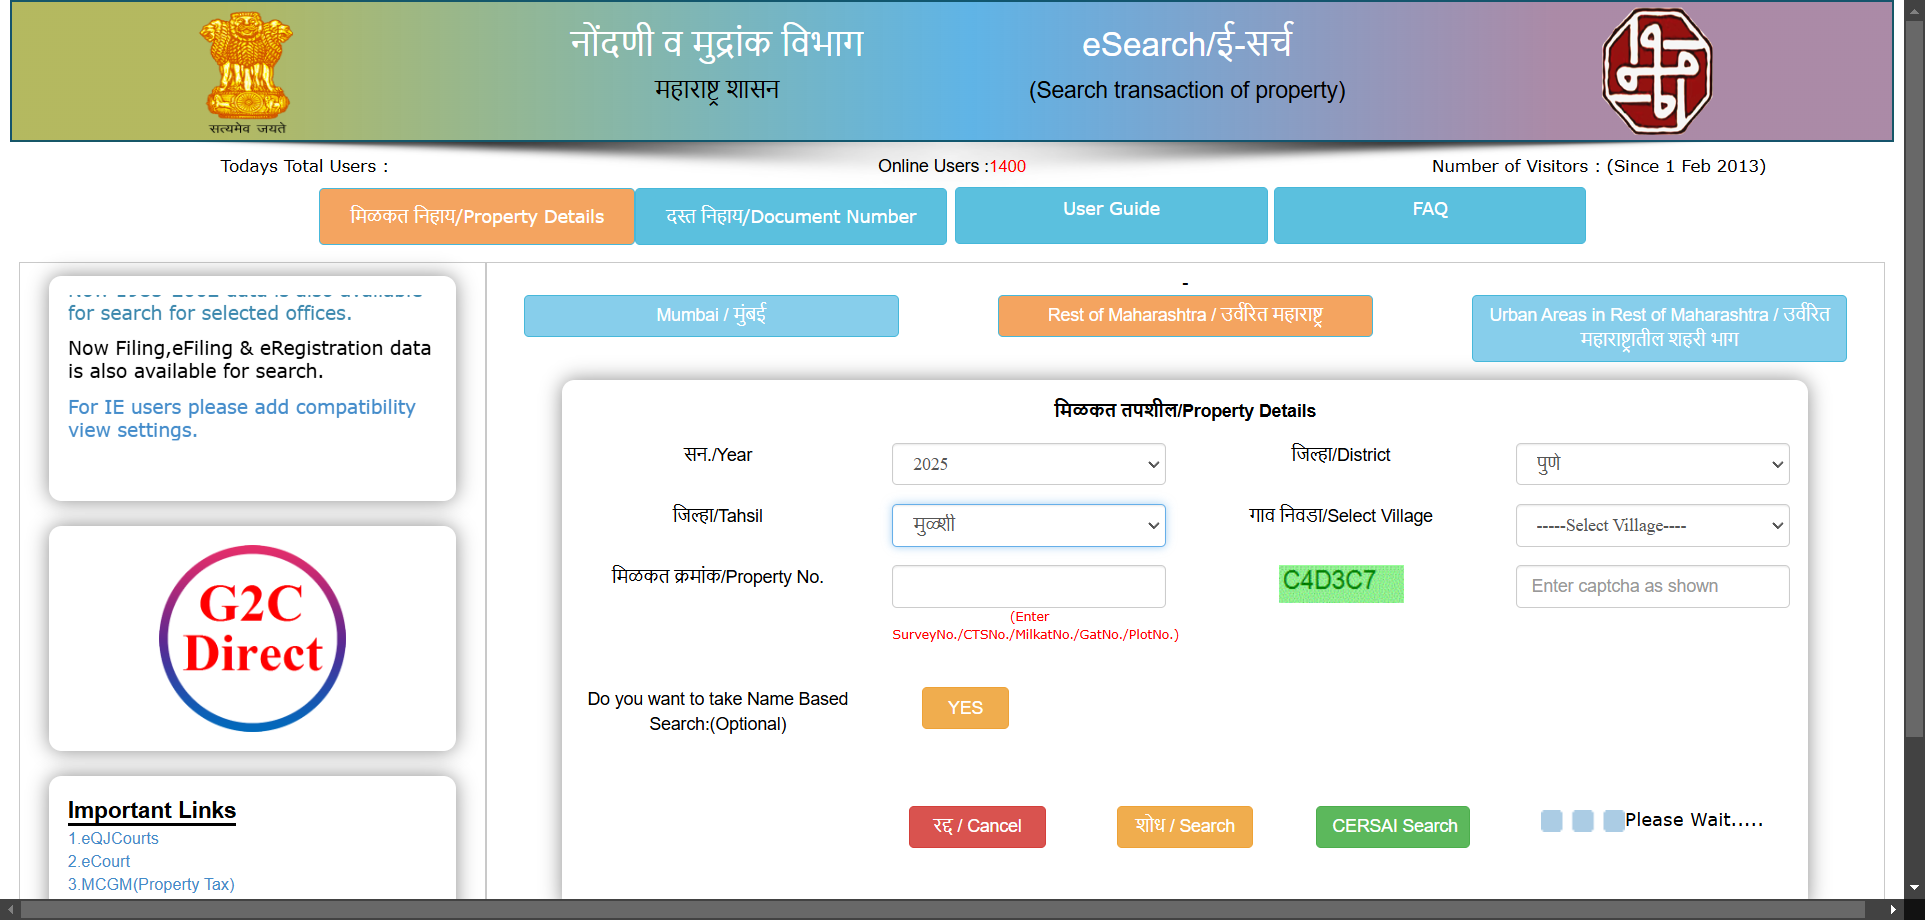 नोंदणी व मुद्रांक विभाग
महाराष्ट्र शासन
eSearch/ई-सर्च
(Search transaction of property)
सत्यमेव जयते
Todays Total Users :
Online Users :1400
Number of Visitors : (Since 1 Feb 2013)
मिळकत निहाय/Property Details
दस्त निहाय/Document Number
User Guide
FAQ
for search for selected offices.
Now Filing,eFiling & eRegistration data
is also available for search.
For IE users please add compatibility
view settings.
G2C
Direct
Important Links
1.eQJCourts
2.eCourt
3.MCGM(Property Tax)
-
Mumbai / मुंबई
Rest of Maharashtra / उर्वरित महाराष्ट्र
Urban Areas in Rest of Maharashtra / उर्वरित
महाराष्ट्रातील शहरी भाग
मिळकत तपशील/Property Details
सन./Year
2025
जिल्हा/District
पुणे
जिल्हा/Tahsil
मुळ्शी
गाव निवडा/Select Village
-----Select Village----
मिळकत क्रमांक/Property No.
(Enter
SurveyNo./CTSNo./MilkatNo./GatNo./PlotNo.)
C4D3C7
Enter captcha as shown
Do you want to take Name Based
Search:(Optional)
YES
रद्द / Cancel
शोध / Search
CERSAI Search
Please Wait.....